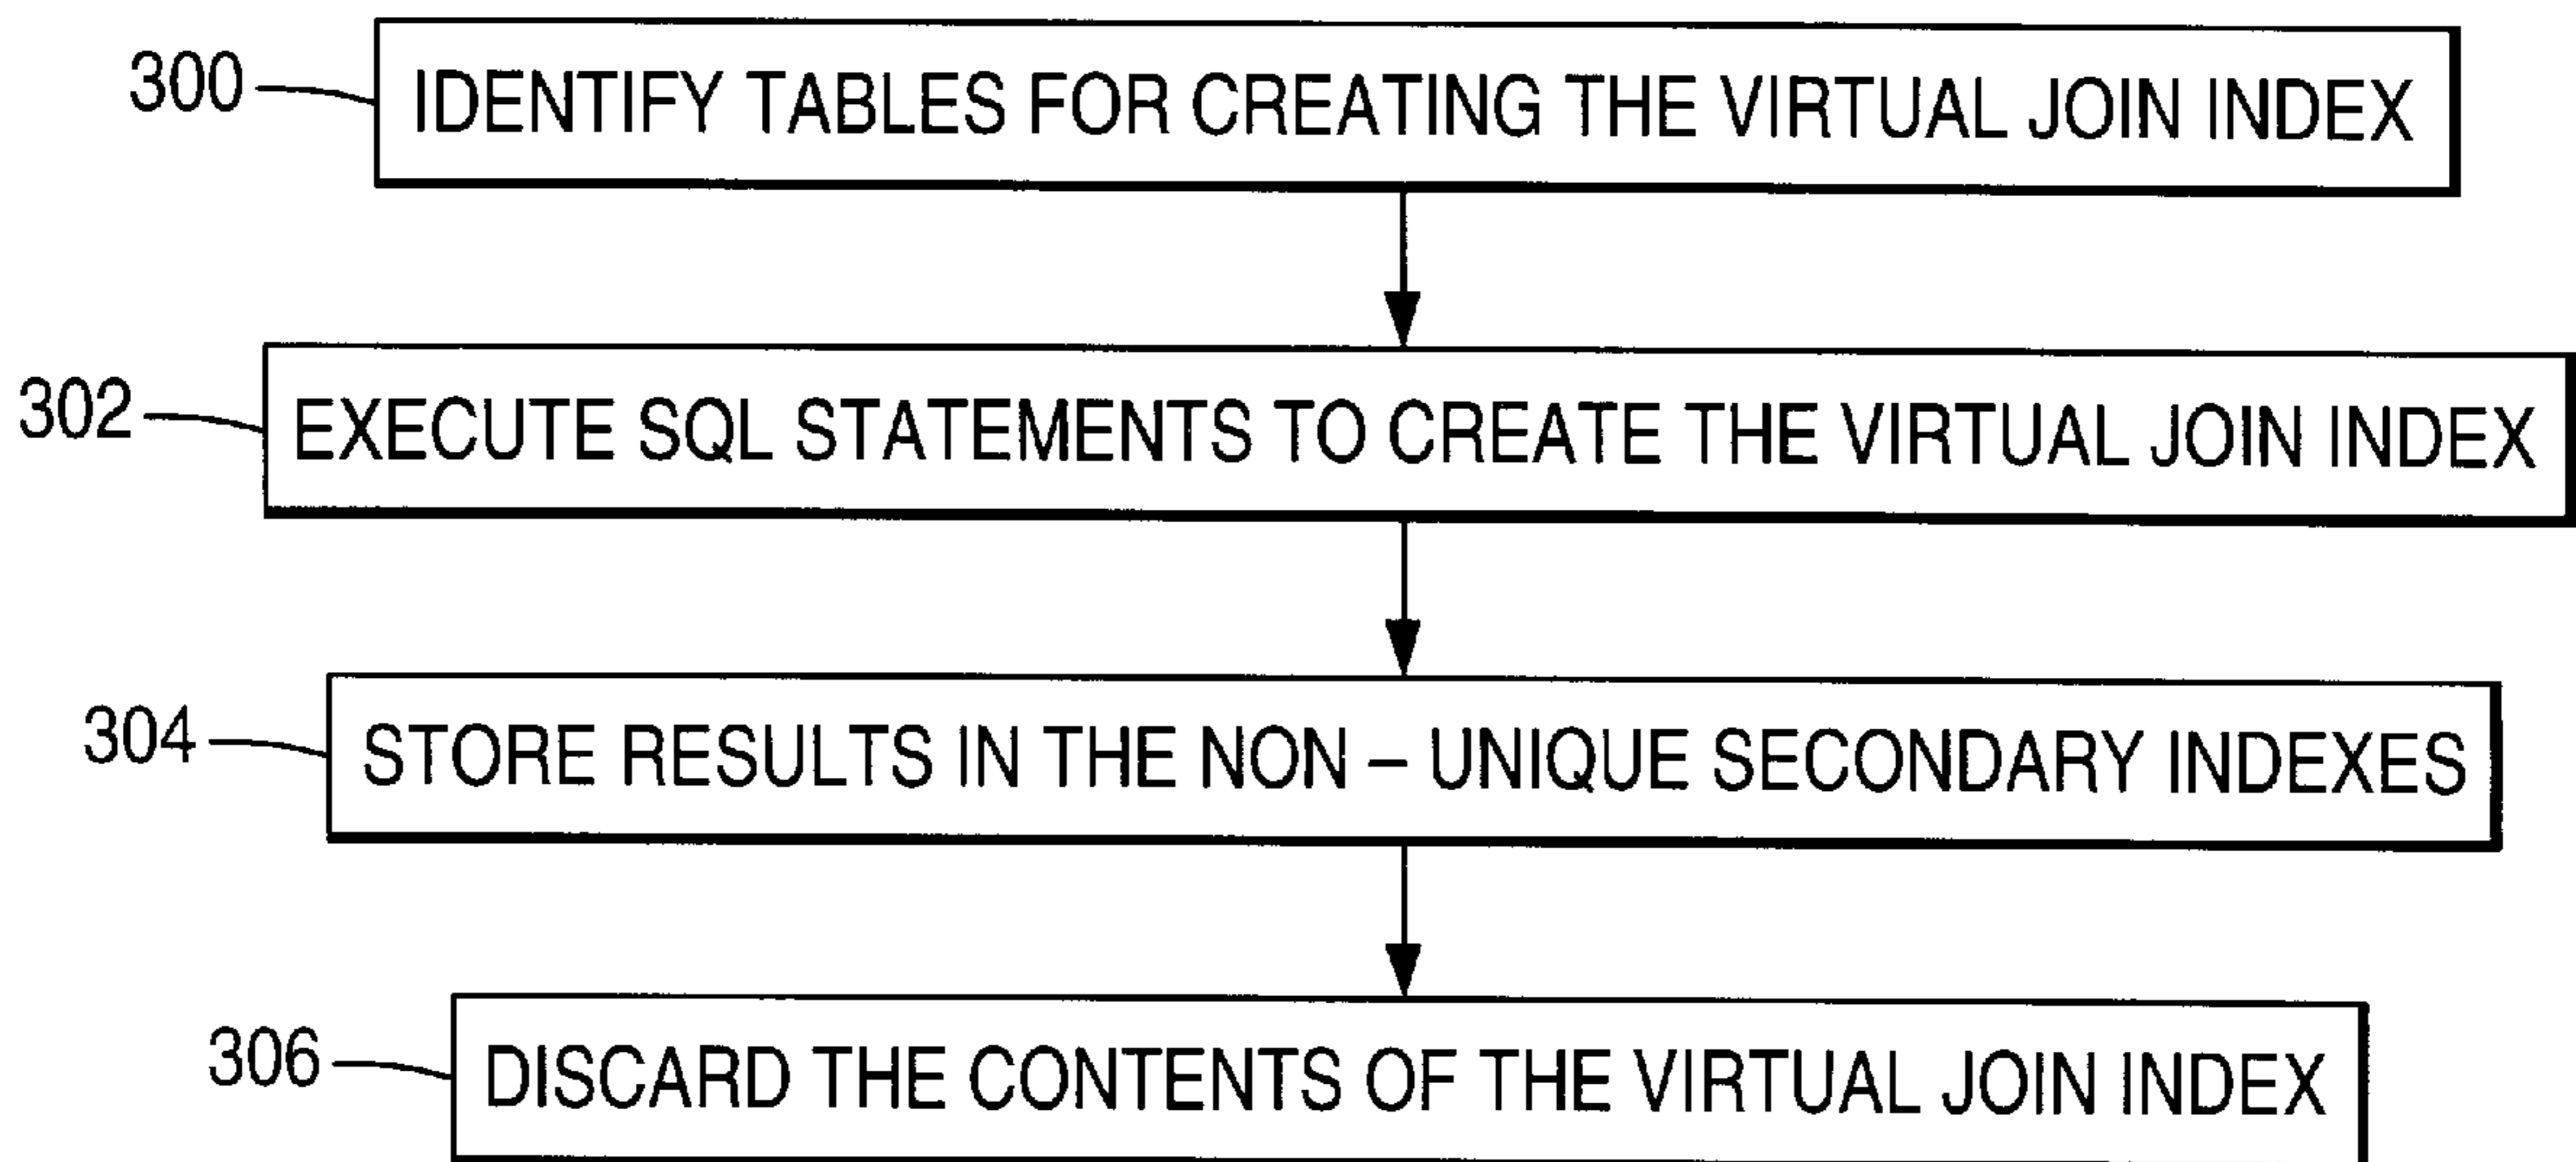 300 IDENTIFY TABLES FOR CREATING THE VIRTUAL JOIN INDEX
302 EXECUTE SQL STATEMENTS TO CREATE THE VIRTUAL JOIN INDEX
304 STORE RESULTS IN THE NON – UNIQUE SECONDARY INDEXES
306 DISCARD THE CONTENTS OF THE VIRTUAL JOIN INDEX